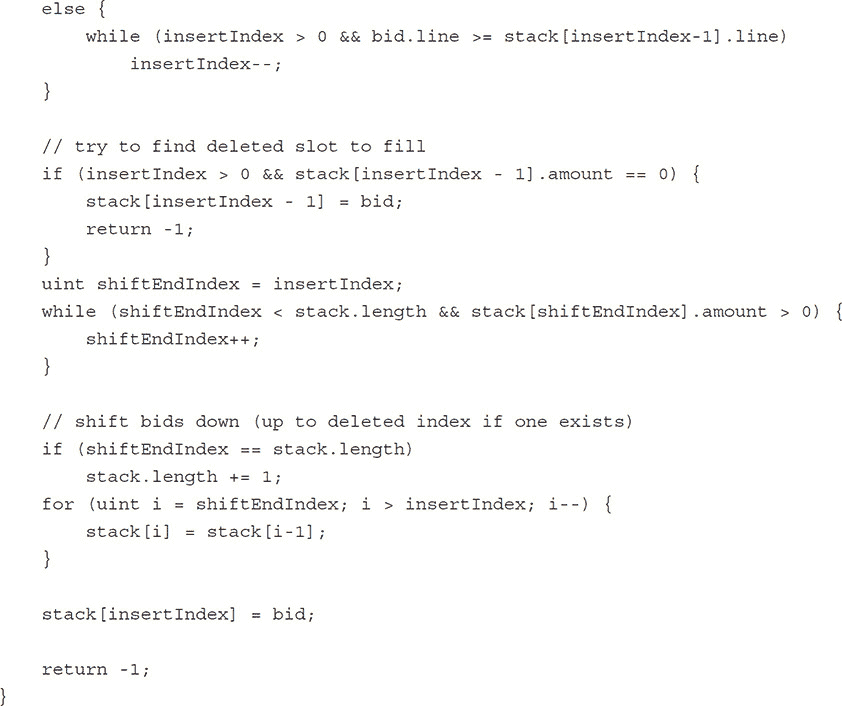 else {
while (insertIndex > 0 && bid.line >= stack[insertIndex-1].line)
insertIndex--;
}
// try to find deleted slot to fill
if (insertIndex > 0 && stack[insertIndex - 1].amount == 0) {
stack[insertIndex - 1] = bid;
return -1;
}
uint shiftEndIndex = insertIndex;
while (shiftEndIndex < stack.length && stack[shiftEndIndex].amount > 0) {
shiftEndIndex++;
}
// shift bids down (up to deleted index if one exists)
if (shiftEndIndex == stack.length)
stack.length += 1;
for (uint i = shiftEndIndex; i > insertIndex; i--) {
stack[i] = stack[i-1];
}
stack[insertIndex] = bid;
return -1;
}